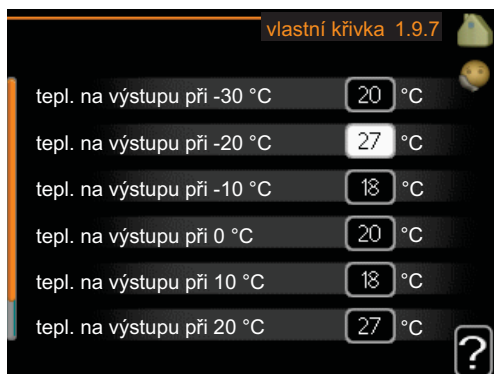 vlastní křivka 1.9.7
tepl. na výstupu při -30 °C 20 °C
tepl. na výstupu při -20 °C 27 °C
tepl. na výstupu při -10 °C 18 °C
tepl. na výstupu při 0 °C 20 °C
tepl. na výstupu při 10 °C 18 °C
tepl. na výstupu při 20 °C 27 °C
?